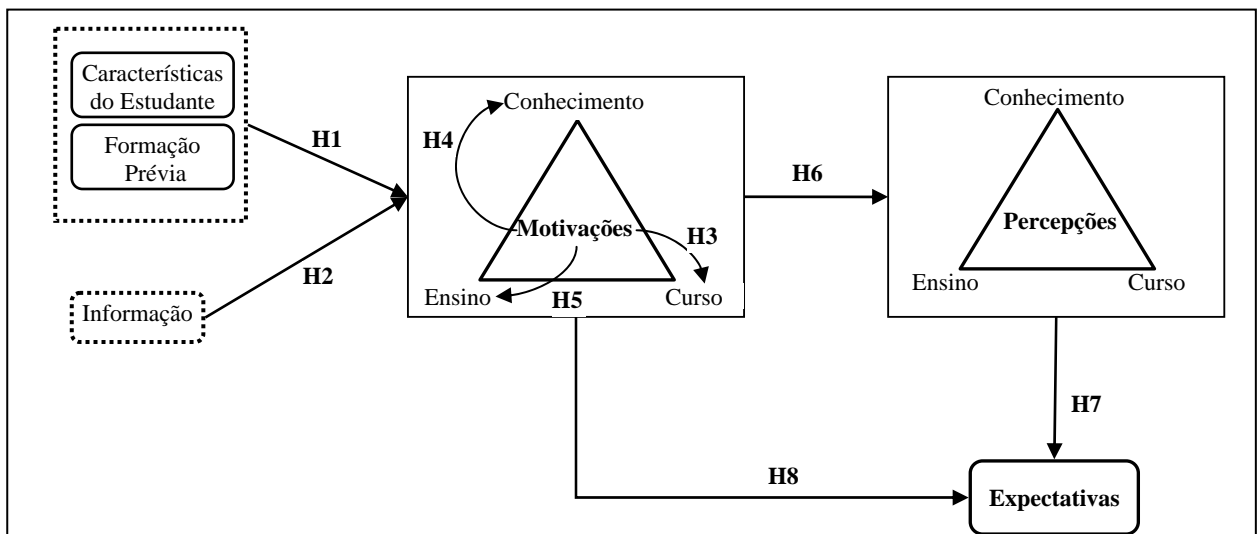 Características
do Estudante
Formação
Prévia
H1
H2
Informação
Conhecimento
H4
Motivações
H3
Ensino
H5
Curso
H6
Conhecimento
Percepções
Ensino
Curso
H7
H8
Expectativas